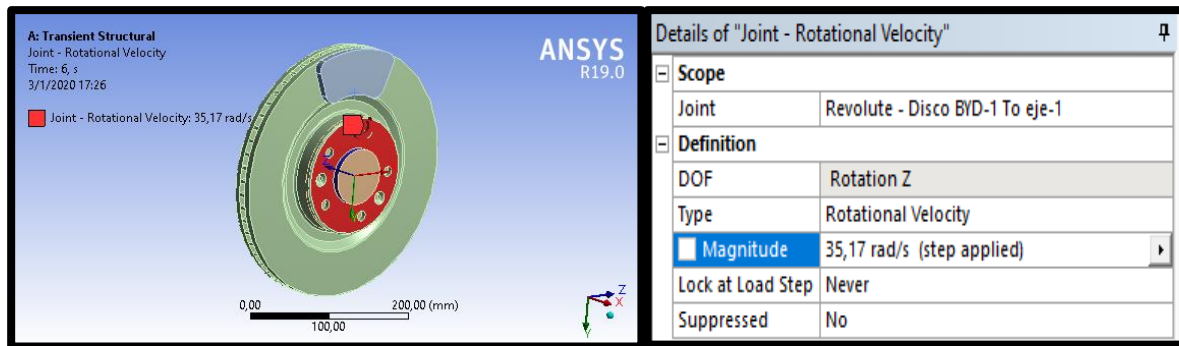 A: Transient Structural
Joint - Rotational Velocity
Time: 6, s
3/1/2020 17:26
Joint - Rotational Velocity: 35,17 rad/s
ANSYS
R19.0
Z
0,00
200,00 (mm)
100,00
Z
X
Y
Details of "Joint - Rotational Velocity"
Scope
Joint Revolute - Disco BYD-1 To eje-1
Definition
DOF Rotation Z
Type Rotational Velocity
Magnitude 35,17 rad/s (step applied)
Lock at Load Step Never
Suppressed No